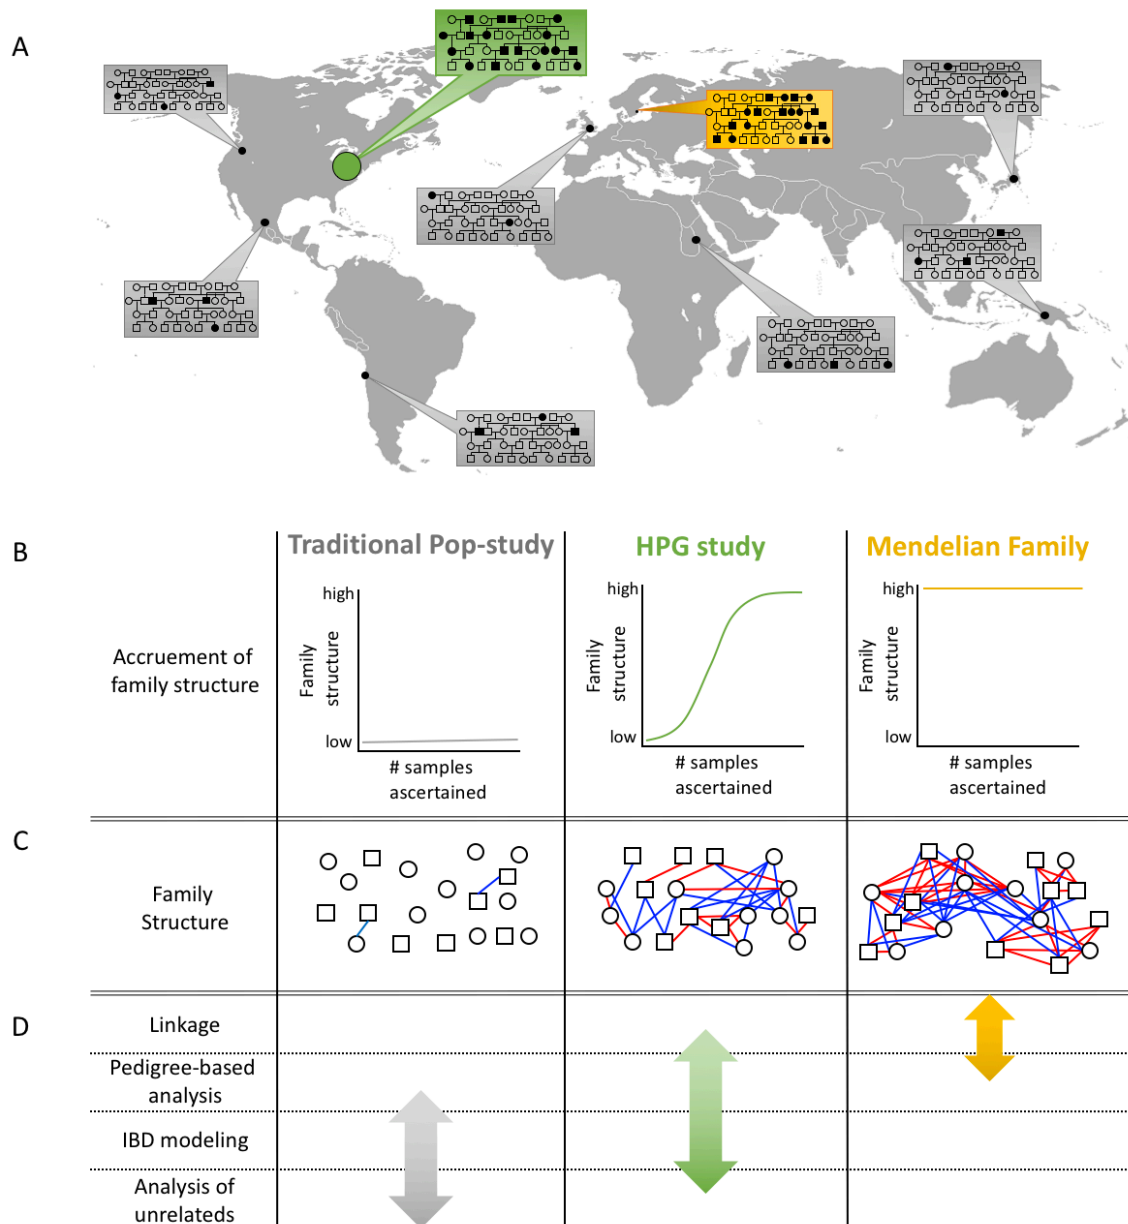 A
B
Traditional Pop-study
HPG study
Mendelian Family
Accruement of
family structure
high
Family
structure
low
# samples
ascertained
high
Family
structure
low
# samples
ascertained
high
Family
structure
low
# samples
ascertained
C
Family
Structure
D
Linkage
Pedigree-based
analysis
IBD modeling
Analysis of
unrelateds